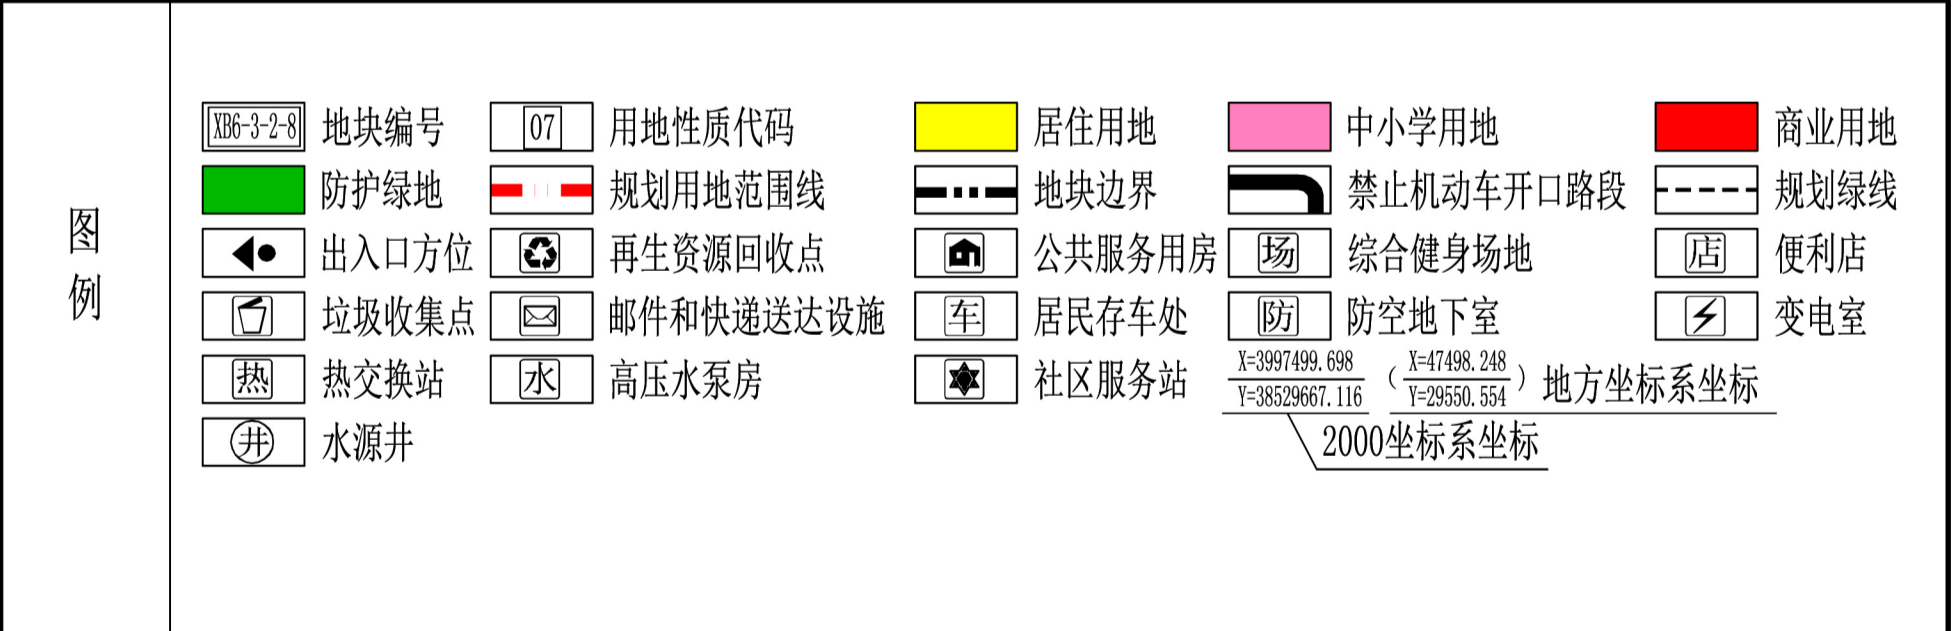 图例
XB6-3-2-8 地块编号 07 用地性质代码 居住用地 中小学用地 商业用地
防护绿地 规划用地范围线 地块边界 禁止机动车开口路段 规划绿线
出入口方位 再生资源回收点 公共服务用房 场 综合健身场地 店 便利店
垃圾收集点 邮件和快递送达设施 车 居民存车处 防 防空地下室 变电室
热 热交换站 水 高压水泵房 社区服务站
X=3997499.698 (X=47498.248
Y=38529667.116 Y=29550.554) 地方坐标系坐标
井 水源井 2000坐标系坐标